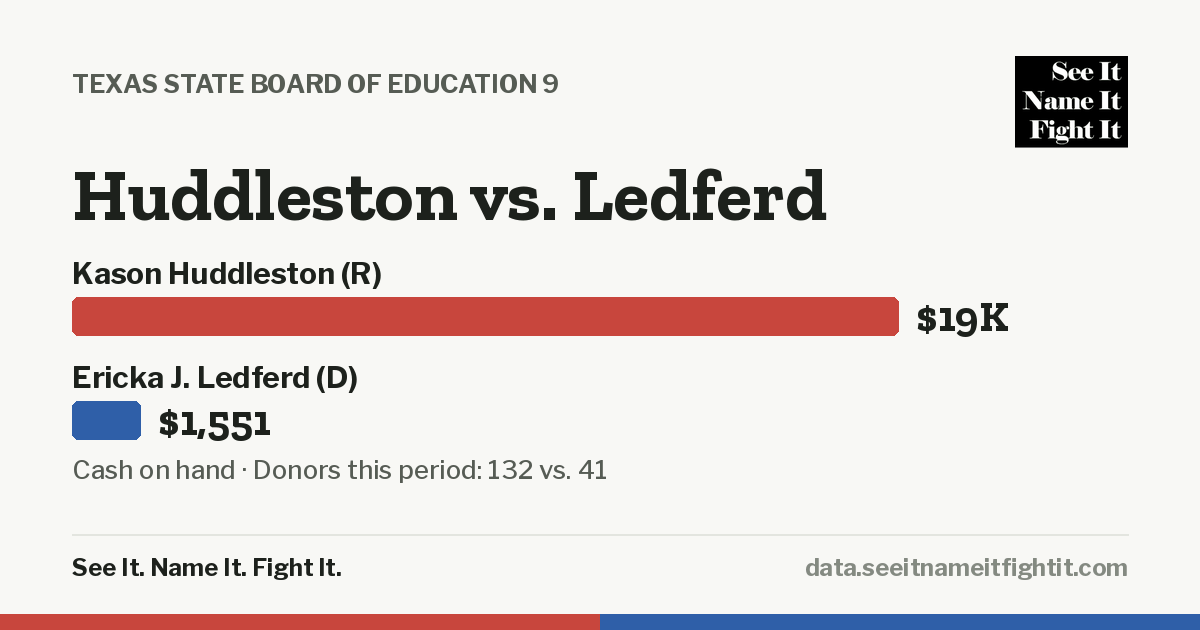 TEXAS STATE BOARD OF EDUCATION 9
See It
Name It
Fight It
Huddleston vs. Ledferd
Kason Huddleston (R)
$19K
Ericka J. Ledferd (D)
$1,551
Cash on hand · Donors this period: 132 vs. 41
See It. Name It. Fight It.
data.seeitnameitfightit.com